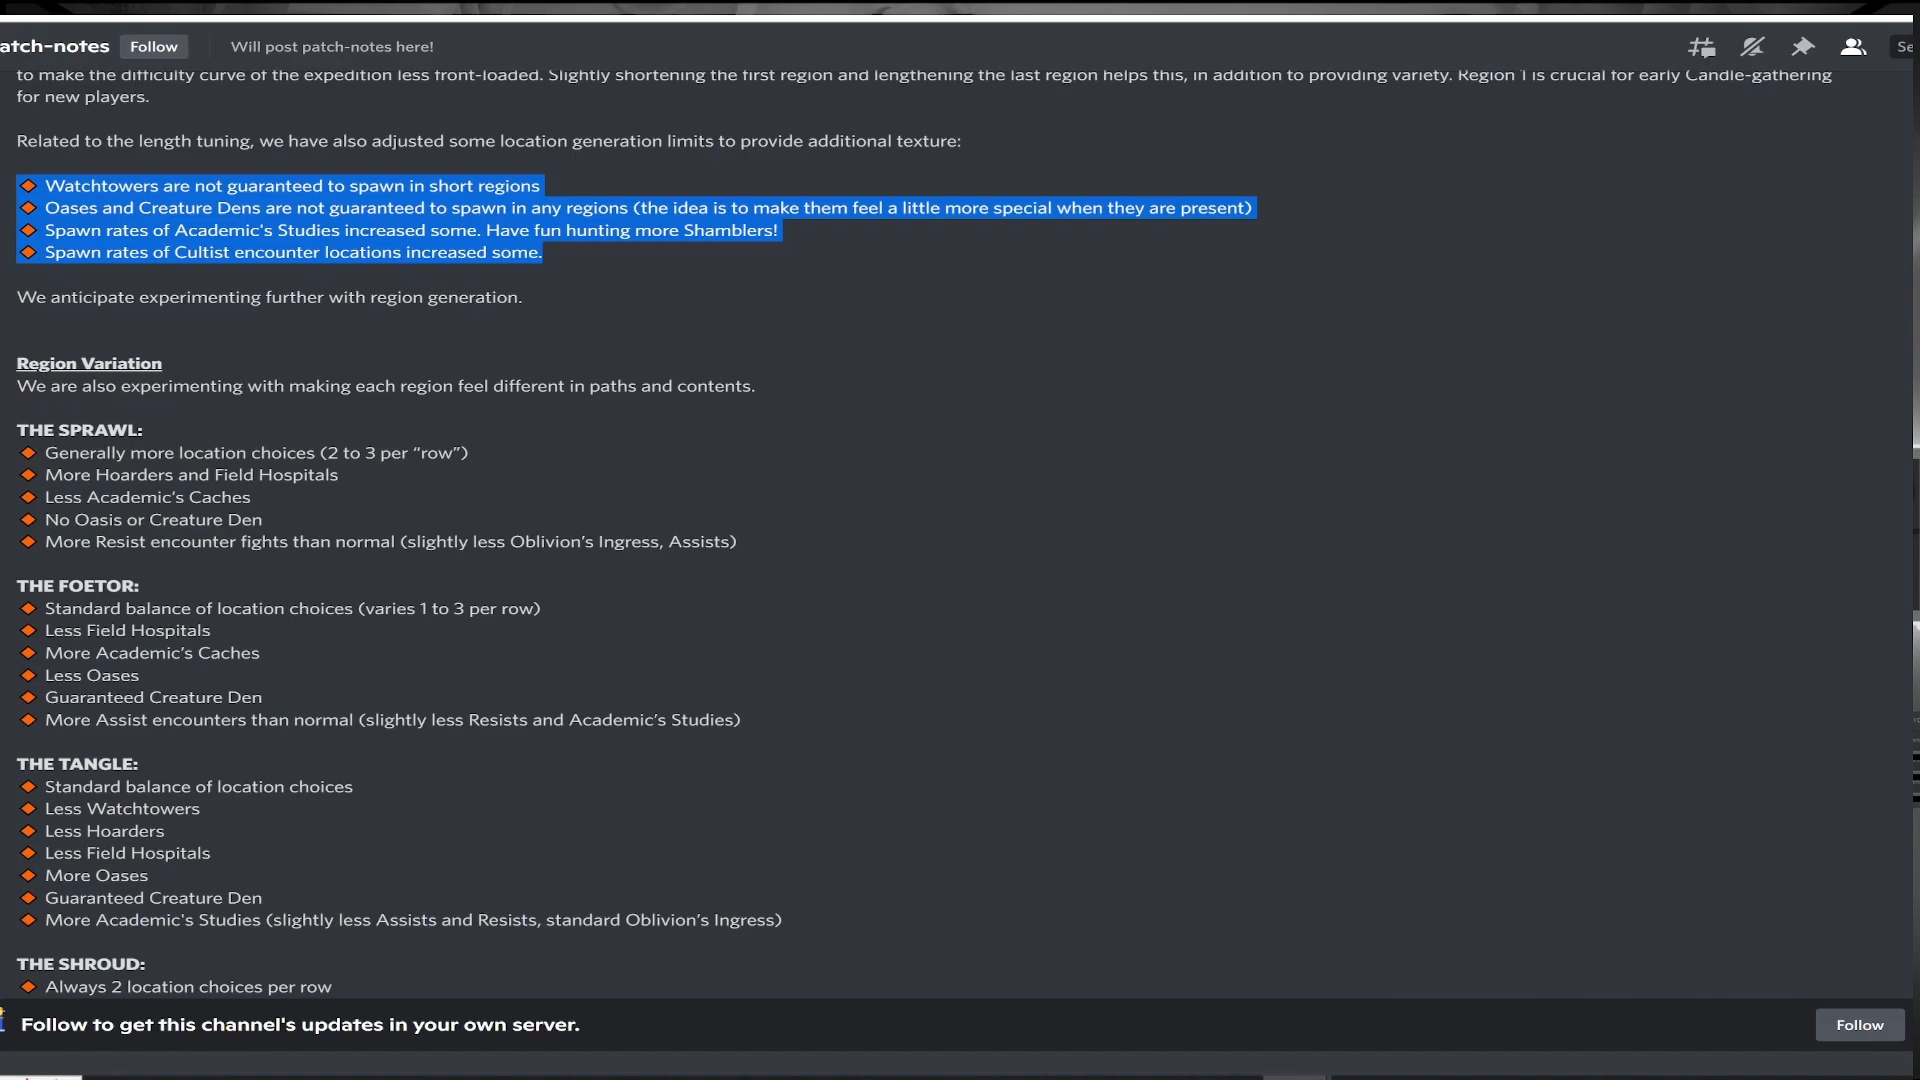 atch-notes Follow Will post patch-notes here!
to make the difficulty curve of the expedition less front-loaded. Slightly shortening the first region and lengthening the last region helps this, in addition to providing variety. Region 1 is crucial for early Candle-gathering
for new players.
Related to the length tuning, we have also adjusted some location generation limits to provide additional texture:
Watchtowers are not guaranteed to spawn in short regions
Oases and Creature Dens are not guaranteed to spawn in any regions (the idea is to make them feel a little more special when they are present)
Spawn rates of Academic's Studies increased some. Have fun hunting more Shamblers!
Spawn rates of Cultist encounter locations increased some.
We anticipate experimenting further with region generation.
Region Variation
We are also experimenting with making each region feel different in paths and contents.
THE SPRAWL:
Generally more location choices (2 to 3 per “row”)
More Hoarders and Field Hospitals
Less Academic’s Caches
No Oasis or Creature Den
More Resist encounter fights than normal (slightly less Oblivion’s Ingress, Assists)
THE FOETOR:
Standard balance of location choices (varies 1 to 3 per row)
Less Field Hospitals
More Academic’s Caches
Less Oases
Guaranteed Creature Den
More Assist encounters than normal (slightly less Resists and Academic’s Studies)
THE TANGLE:
Standard balance of location choices
Less Watchtowers
Less Hoarders
Less Field Hospitals
More Oases
Guaranteed Creature Den
More Academic's Studies (slightly less Assists and Resists, standard Oblivion’s Ingress)
THE SHROUD:
Always 2 location choices per row
Follow to get this channel's updates in your own server. Follow